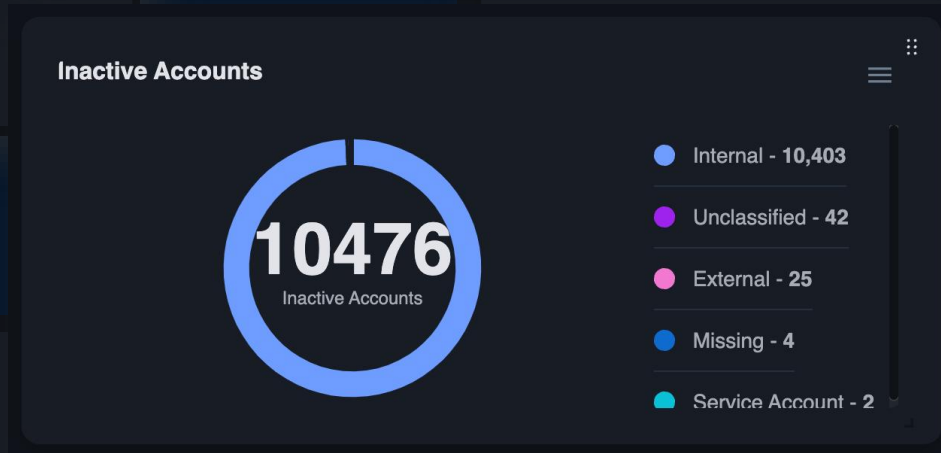 Inactive Accounts
10476
Inactive Accounts
Internal - 10,403
Unclassified - 42
External - 25
Missing - 4
Service Account - 2